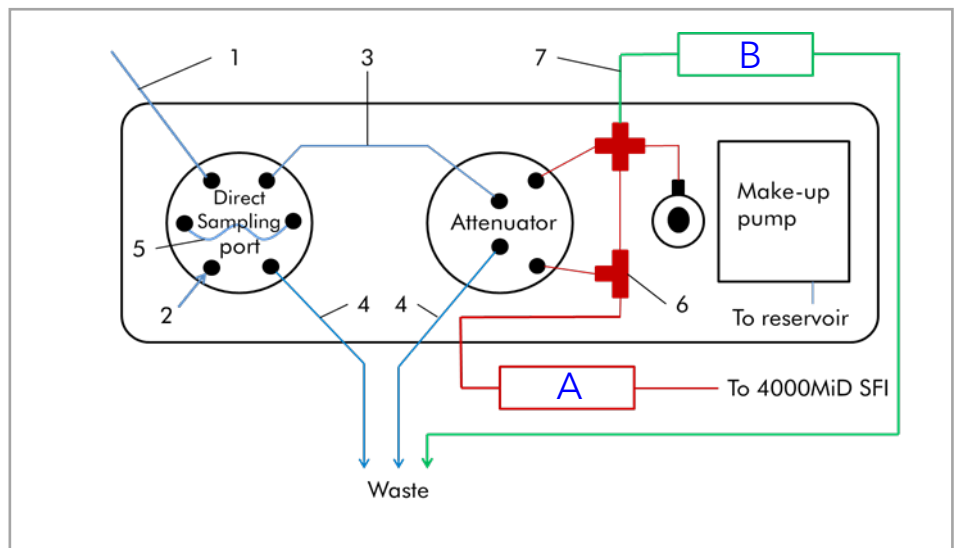 1
3
7
B
Direct
Sampling
port
Attenuator
Make-up
pump
5
2
4
4
6
To reservoir
A
To 4000MiD SFI
Waste